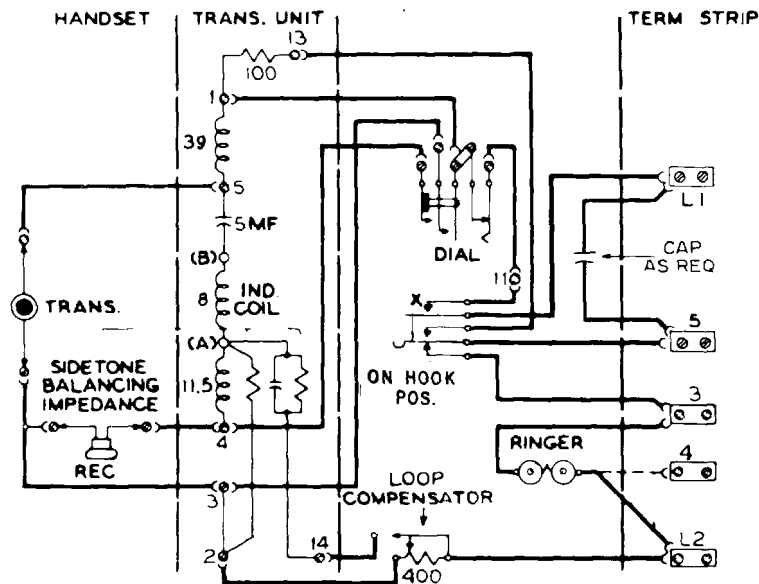 HANDSET
TRANS. UNIT
TERM STRIP
13
100
1
39
5
5 MF
(B)
8
IND.
COIL
TRANS.
(A)
SIDETONE
BALANCING
IMPEDANCE
11.5
4
REC
3
2
14
DIAL
11
X
ON HOOK
POS.
LOOP
COMPENSATOR
400
RINGER
L1
CAP
AS REQ
5
3
4
L2